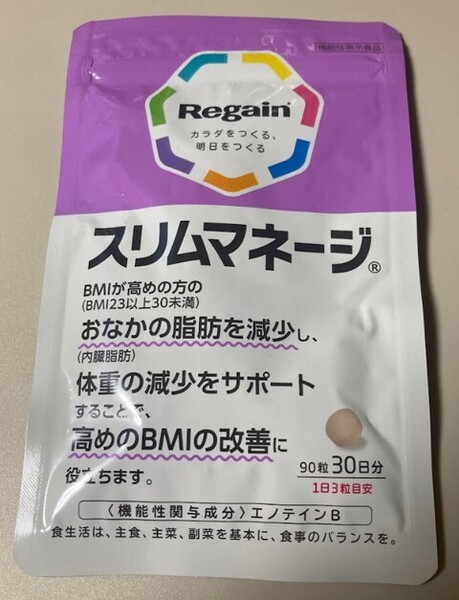 機能性表示食品
Regain®
カラダをつくる、
明日をつくる
スリムマネージ®
BMIが高めの方の
(BMI23以上30未満)
おなかの脂肪を減少し、
(内臓脂肪)
体重の減少をサポート
することで、
高めのBMIの改善に
役立ちます。
90粒 30日分
1日3粒目安
〈機能性関与成分〉エノテインB
食生活は、主食、主菜、副菜を基本に、食事のバランスを。